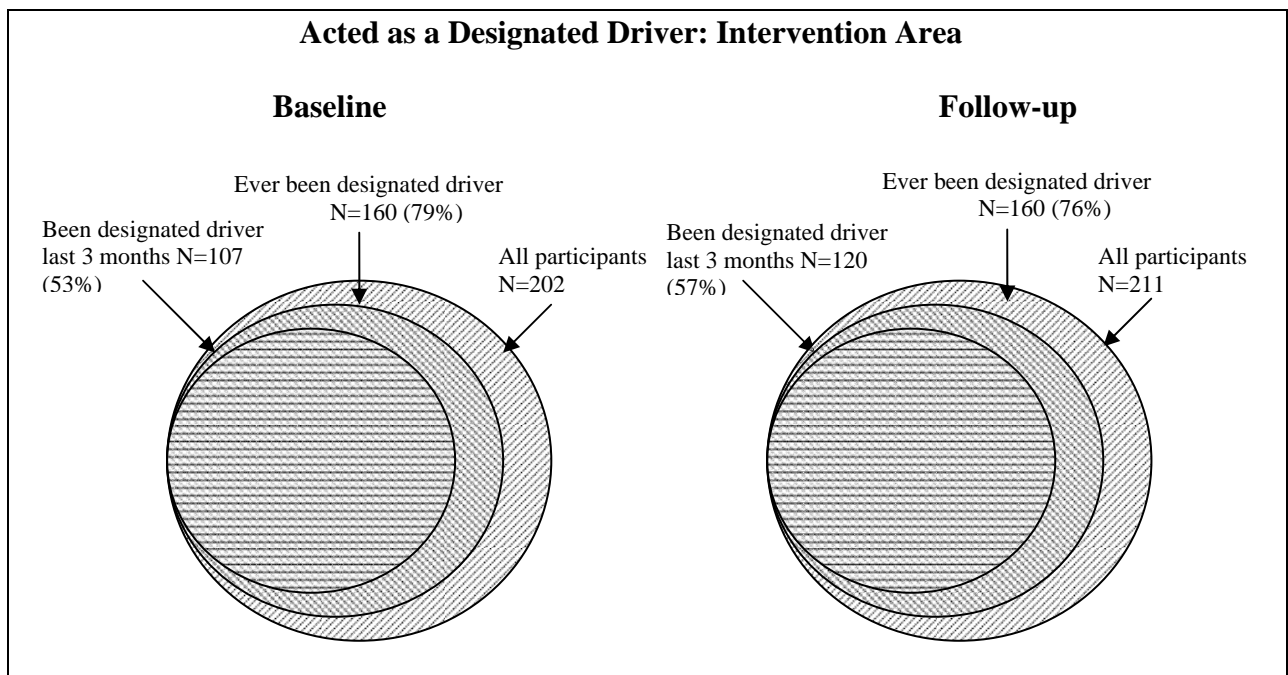 Acted as a Designated Driver: Intervention Area
Baseline
Follow-up
Ever been designated driver
N=160 (79%)
Been designated driver
last 3 months N=107
(53%)
All participants
N=202
Ever been designated driver
N=160 (76%)
Been designated driver
last 3 months N=120
(57%)
All participants
N=211